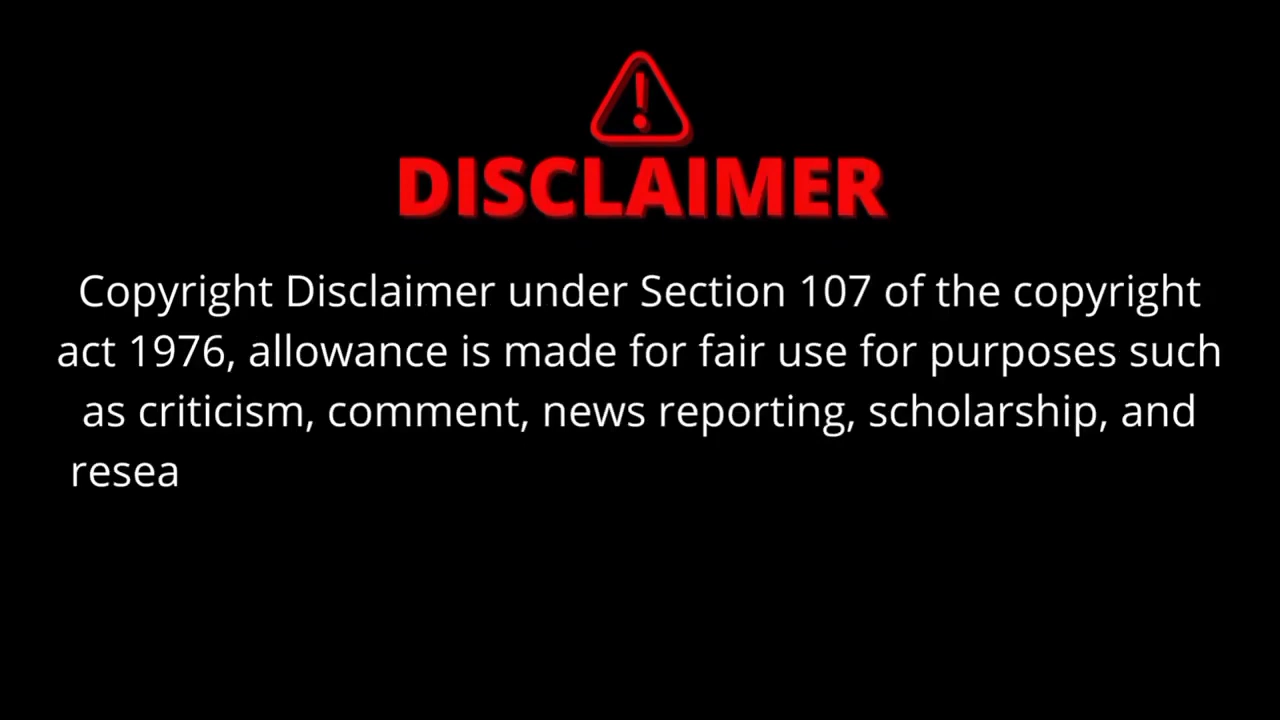 DISCLAIMER
Copyright Disclaimer under Section 107 of the copyright
act 1976, allowance is made for fair use for purposes such
as criticism, comment, news reporting, scholarship, and
resea